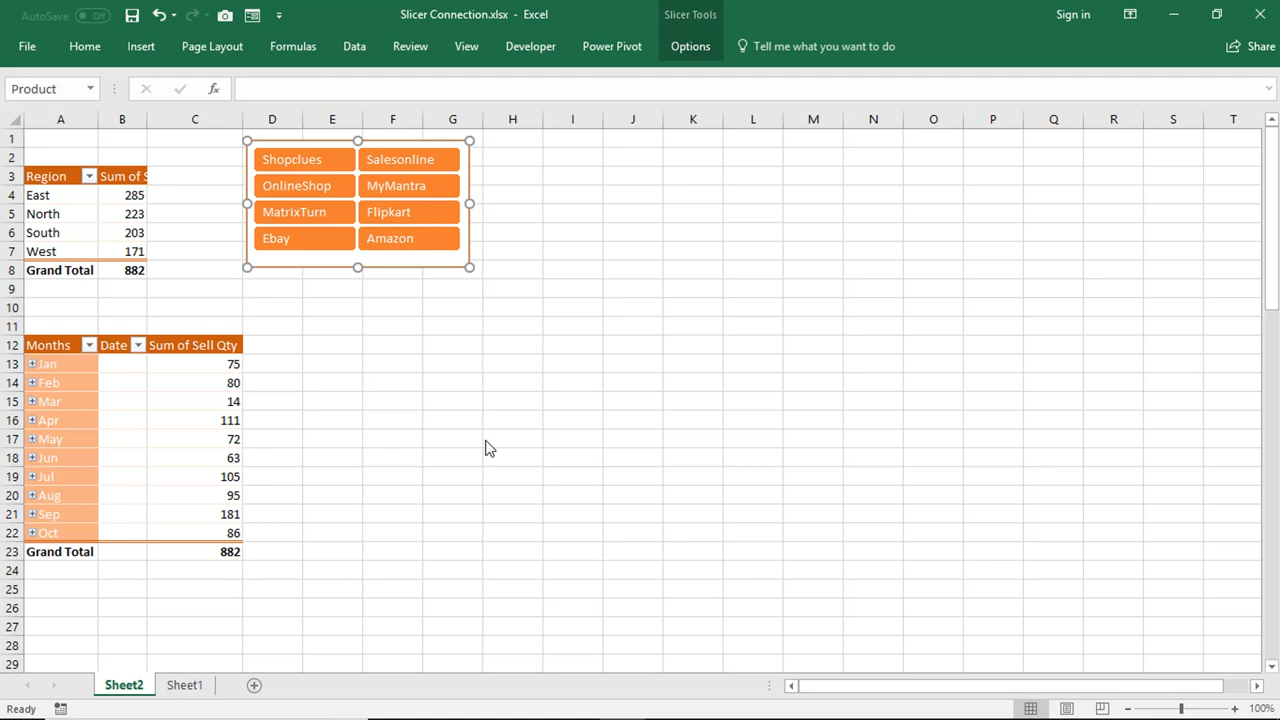 AutoSave Off Slicer Connection.xlsx - Excel Slicer Tools Sign in
File Home Insert Page Layout Formulas Data Review View Developer Power Pivot Options Tell me what you want to do Share
Product fx
A B C D E F G H I J K L M N O P Q R S T
1
2
3 Region Sum of S
4 East 285
5 North 223
6 South 203
7 West 171
8 Grand Total 882
Shopclues Salesonline
OnlineShop MyMantra
MatrixTurn Flipkart
Ebay Amazon
9
10
11
12 Months Date Sum of Sell Qty
13 Jan 75
14 Feb 80
15 Mar 14
16 Apr 111
17 May 72
18 Jun 63
19 Jul 105
20 Aug 95
21 Sep 181
22 Oct 86
23 Grand Total 882
24
25
26
27
28
29
Sheet2 Sheet1
Ready 100%